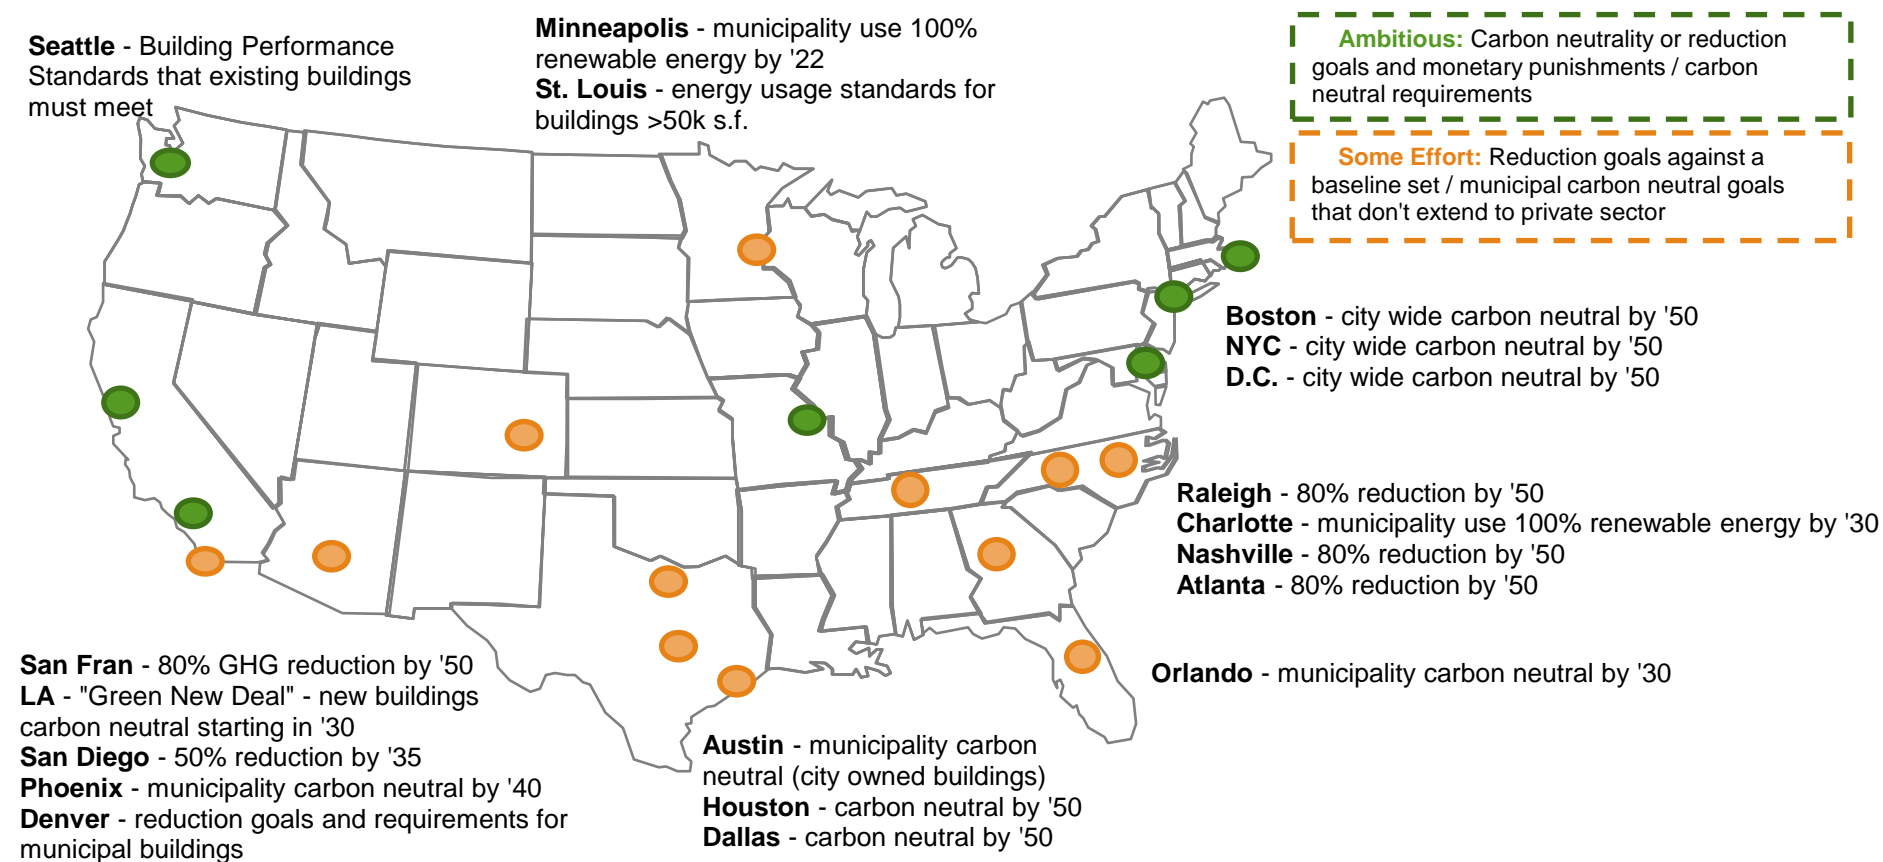 Seattle - Building Performance
Standards that existing buildings
must meet
Minneapolis - municipality use 100%
renewable energy by '22
St. Louis - energy usage standards for
buildings >50k s.f.
Ambitious: Carbon neutrality or reduction
goals and monetary punishments / carbon
neutral requirements
Some Effort: Reduction goals against a
baseline set / municipal carbon neutral goals
that don't extend to private sector
Boston - city wide carbon neutral by '50
NYC - city wide carbon neutral by '50
D.C. - city wide carbon neutral by '50
Raleigh - 80% reduction by '50
Charlotte - municipality use 100% renewable energy by '30
Nashville - 80% reduction by '50
Atlanta - 80% reduction by '50
Orlando - municipality carbon neutral by '30
San Fran - 80% GHG reduction by '50
LA - "Green New Deal" - new buildings
carbon neutral starting in '30
San Diego - 50% reduction by '35
Phoenix - municipality carbon neutral by '40
Denver - reduction goals and requirements for
municipal buildings
Austin - municipality carbon
neutral (city owned buildings)
Houston - carbon neutral by '50
Dallas - carbon neutral by '50